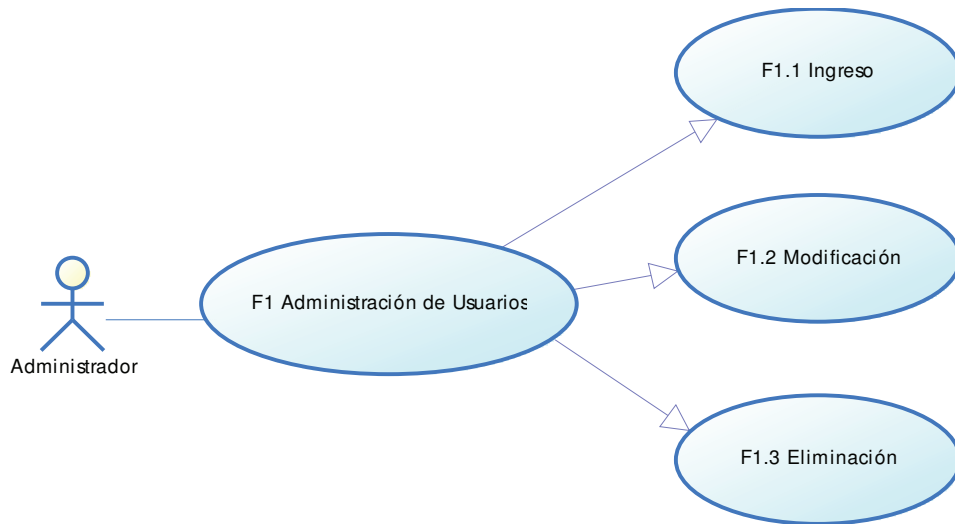 F1.1 Ingreso
F1.2 Modificación
F1 Administración de Usuarios
Administrador
F1.3 Eliminación